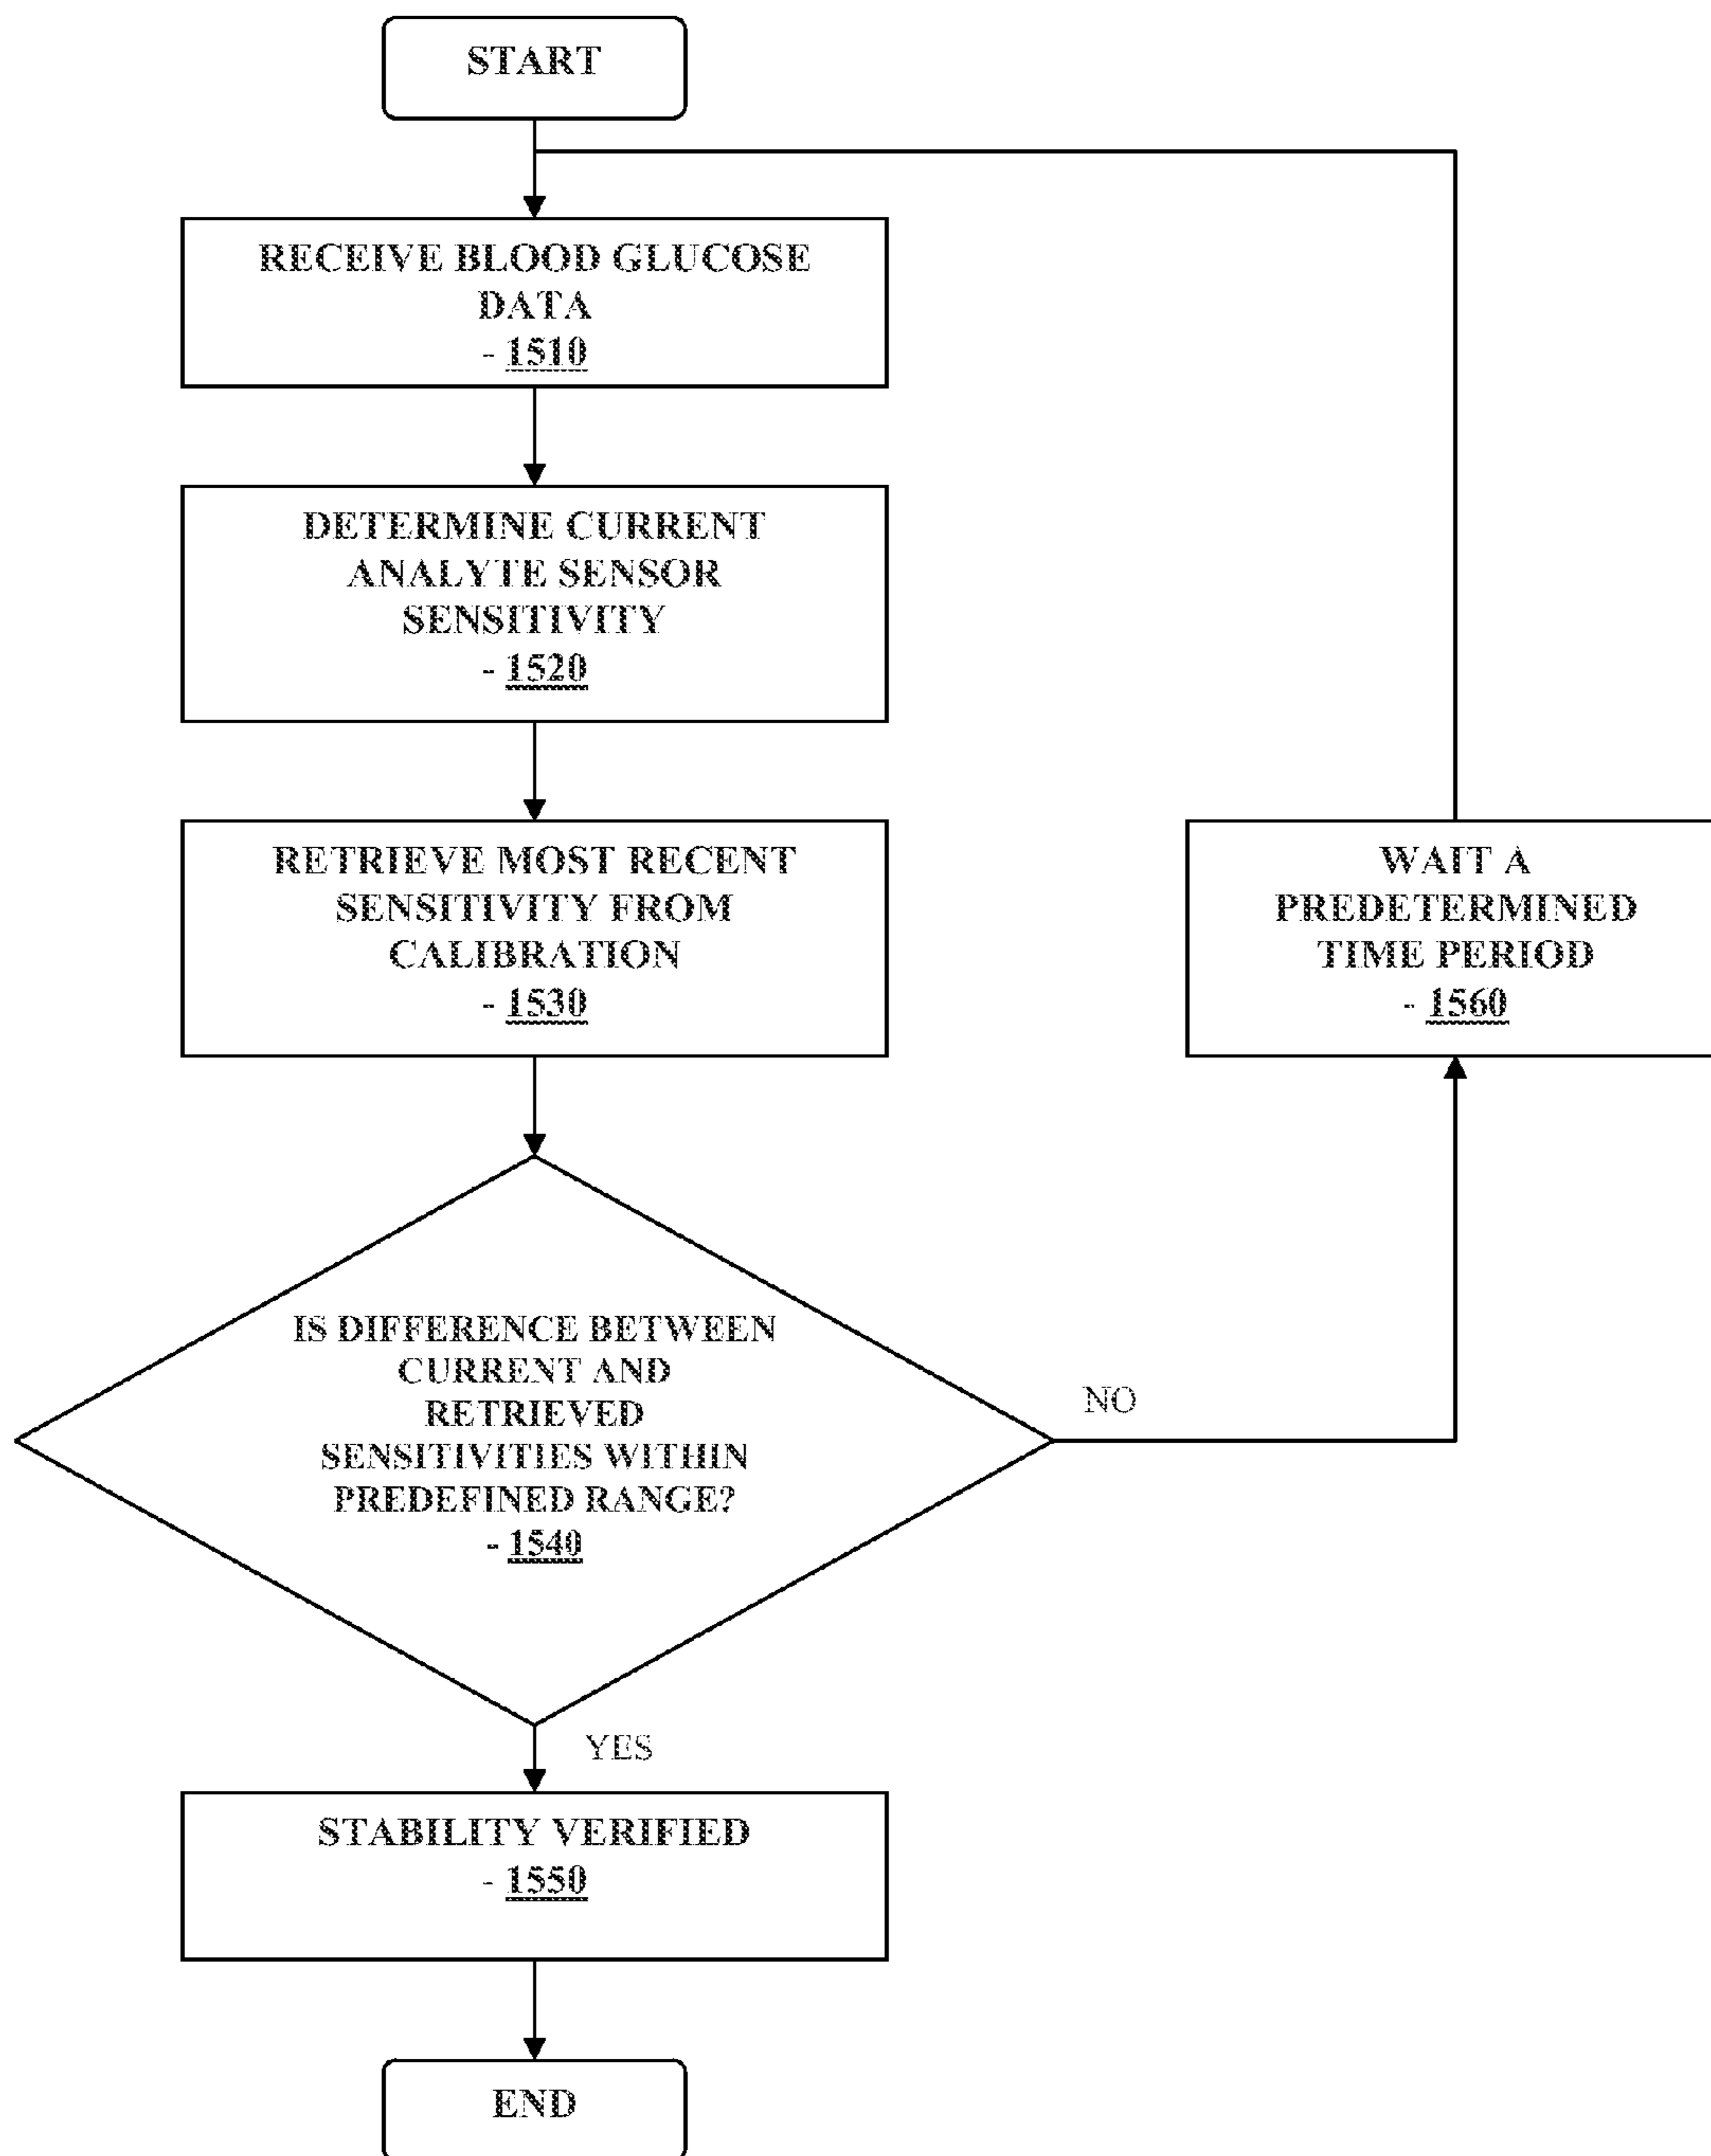 START
RECEIVE BLOOD GLUCOSE
DATA
- 1510
DETERMINE CURRENT
ANALYTE SENSOR
SENSITIVITY
- 1520
RETRIEVE MOST RECENT
SENSITIVITY FROM
CALIBRATION
- 1530
WAIT A
PREDETERMINED
TIME PERIOD
- 1560
IS DIFFERENCE BETWEEN
CURRENT AND
RETRIEVED
SENSITIVITIES WITHIN
PREDEFINED RANGE?
- 1540
NO
YES
STABILITY VERIFIED
- 1550
END